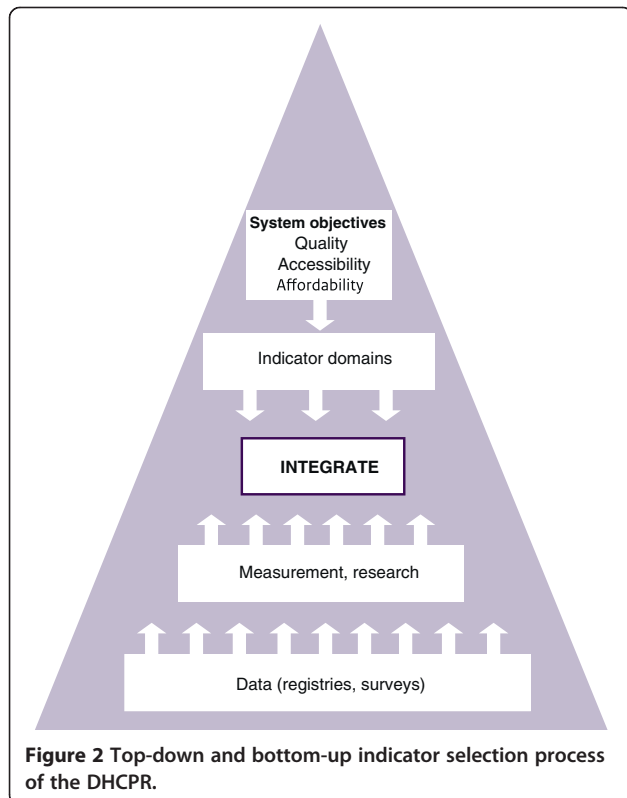 System objectives
Quality
Accessibility
Affordability
Indicator domains
INTEGRATE
Measurement, research
Data (registries, surveys)
Figure 2 Top-down and bottom-up indicator selection process
of the DHCPR.